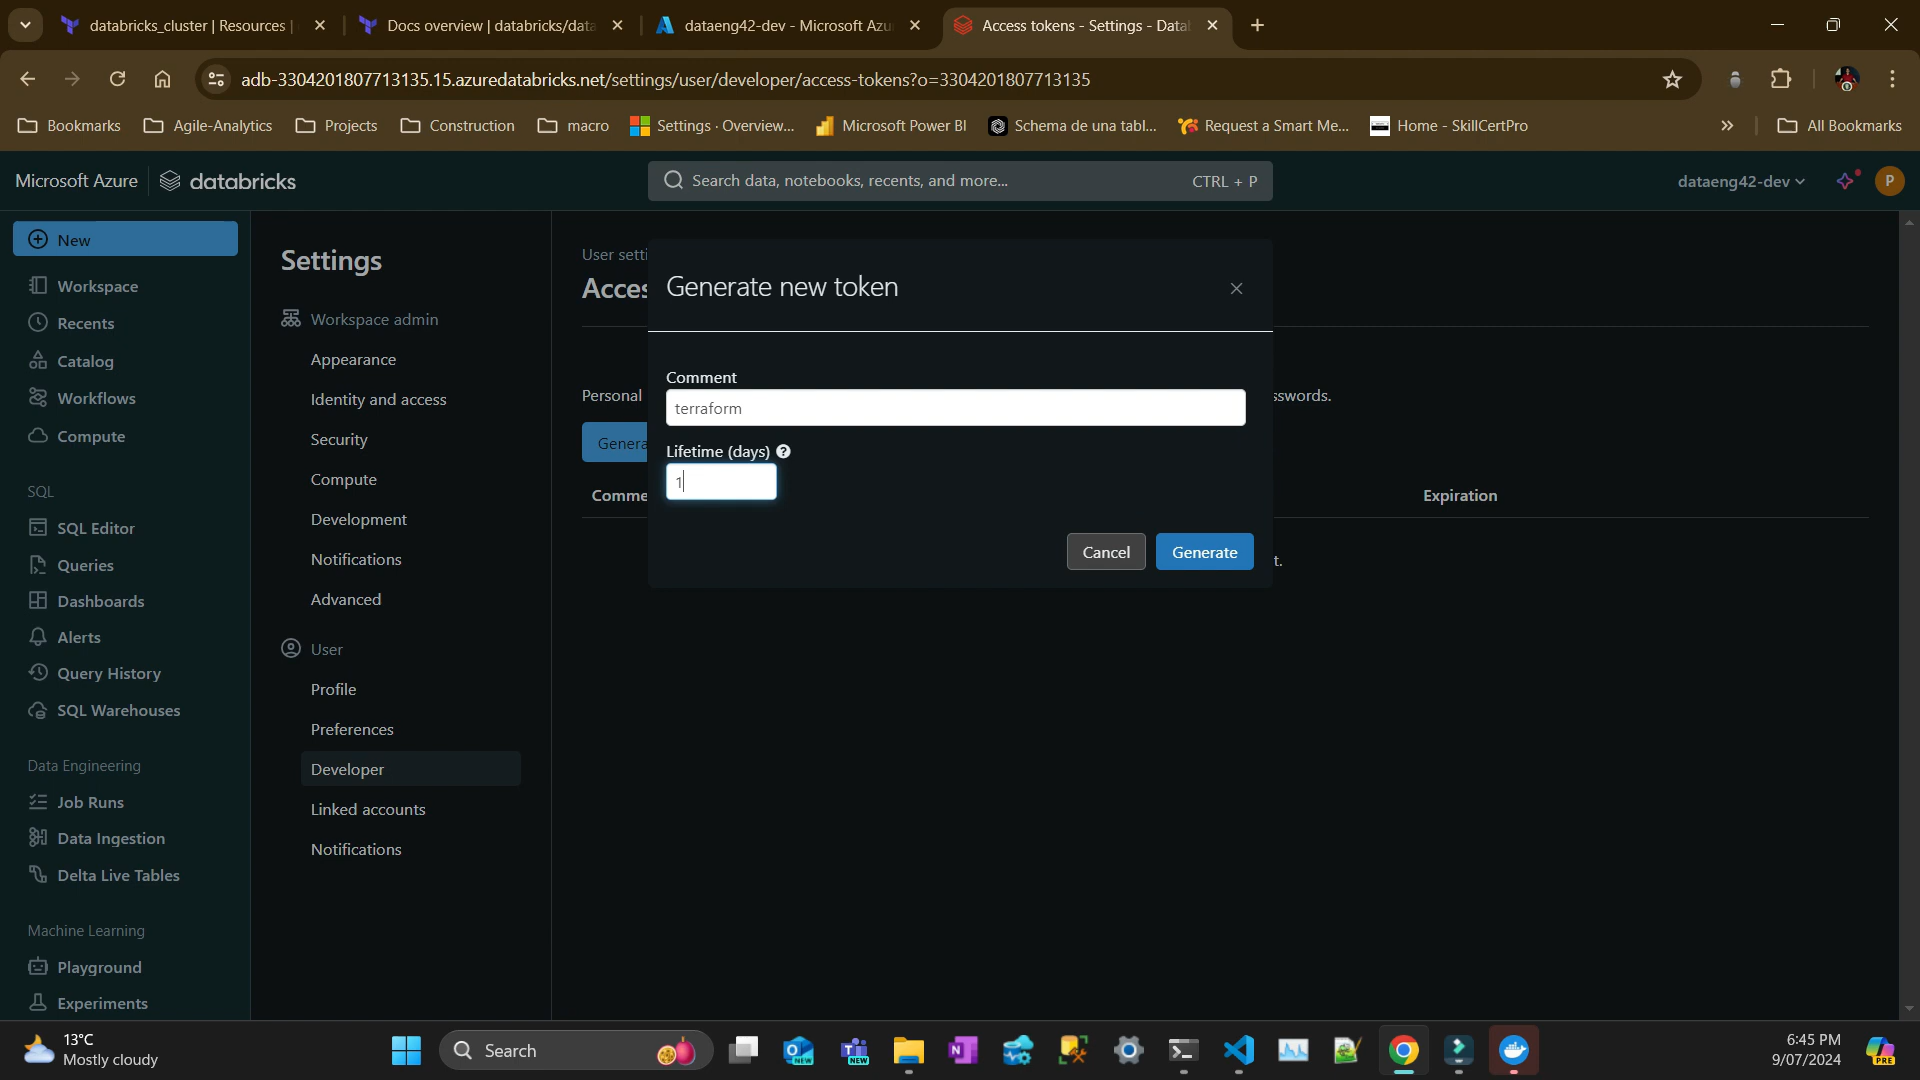 databricks_cluster | Resources |
Docs overview | databricks/data
dataeng42-dev - Microsoft Azu
Access tokens - Settings - Datab
adb-3304201807713135.15.azuredatabricks.net/settings/user/developer/access-tokens?o=3304201807713135
Bookmarks
Agile-Analytics
Projects
Construction
macro
Settings · Overview...
Microsoft Power BI
Schema de una tabl...
Request a Smart Me...
Home - SkillCertPro
All Bookmarks
Microsoft Azure
databricks
Search data, notebooks, recents, and more...
CTRL + P
dataeng42-dev
P
New
Workspace
Recents
Catalog
Workflows
Compute
SQL
SQL Editor
Queries
Dashboards
Alerts
Query History
SQL Warehouses
Data Engineering
Job Runs
Data Ingestion
Delta Live Tables
Machine Learning
Playground
Experiments
Settings
Workspace admin
Appearance
Identity and access
Security
Compute
Development
Notifications
Advanced
User
Profile
Preferences
Developer
Linked accounts
Notifications
User setti
Acces
Personal
sswords.
Genera
Comme
Expiration
t.
Generate new token
Comment
terraform
Lifetime (days)
?
1
Cancel
Generate
13°C
Mostly cloudy
Search
NEW
NEW
6:45 PM
9/07/2024
PRE